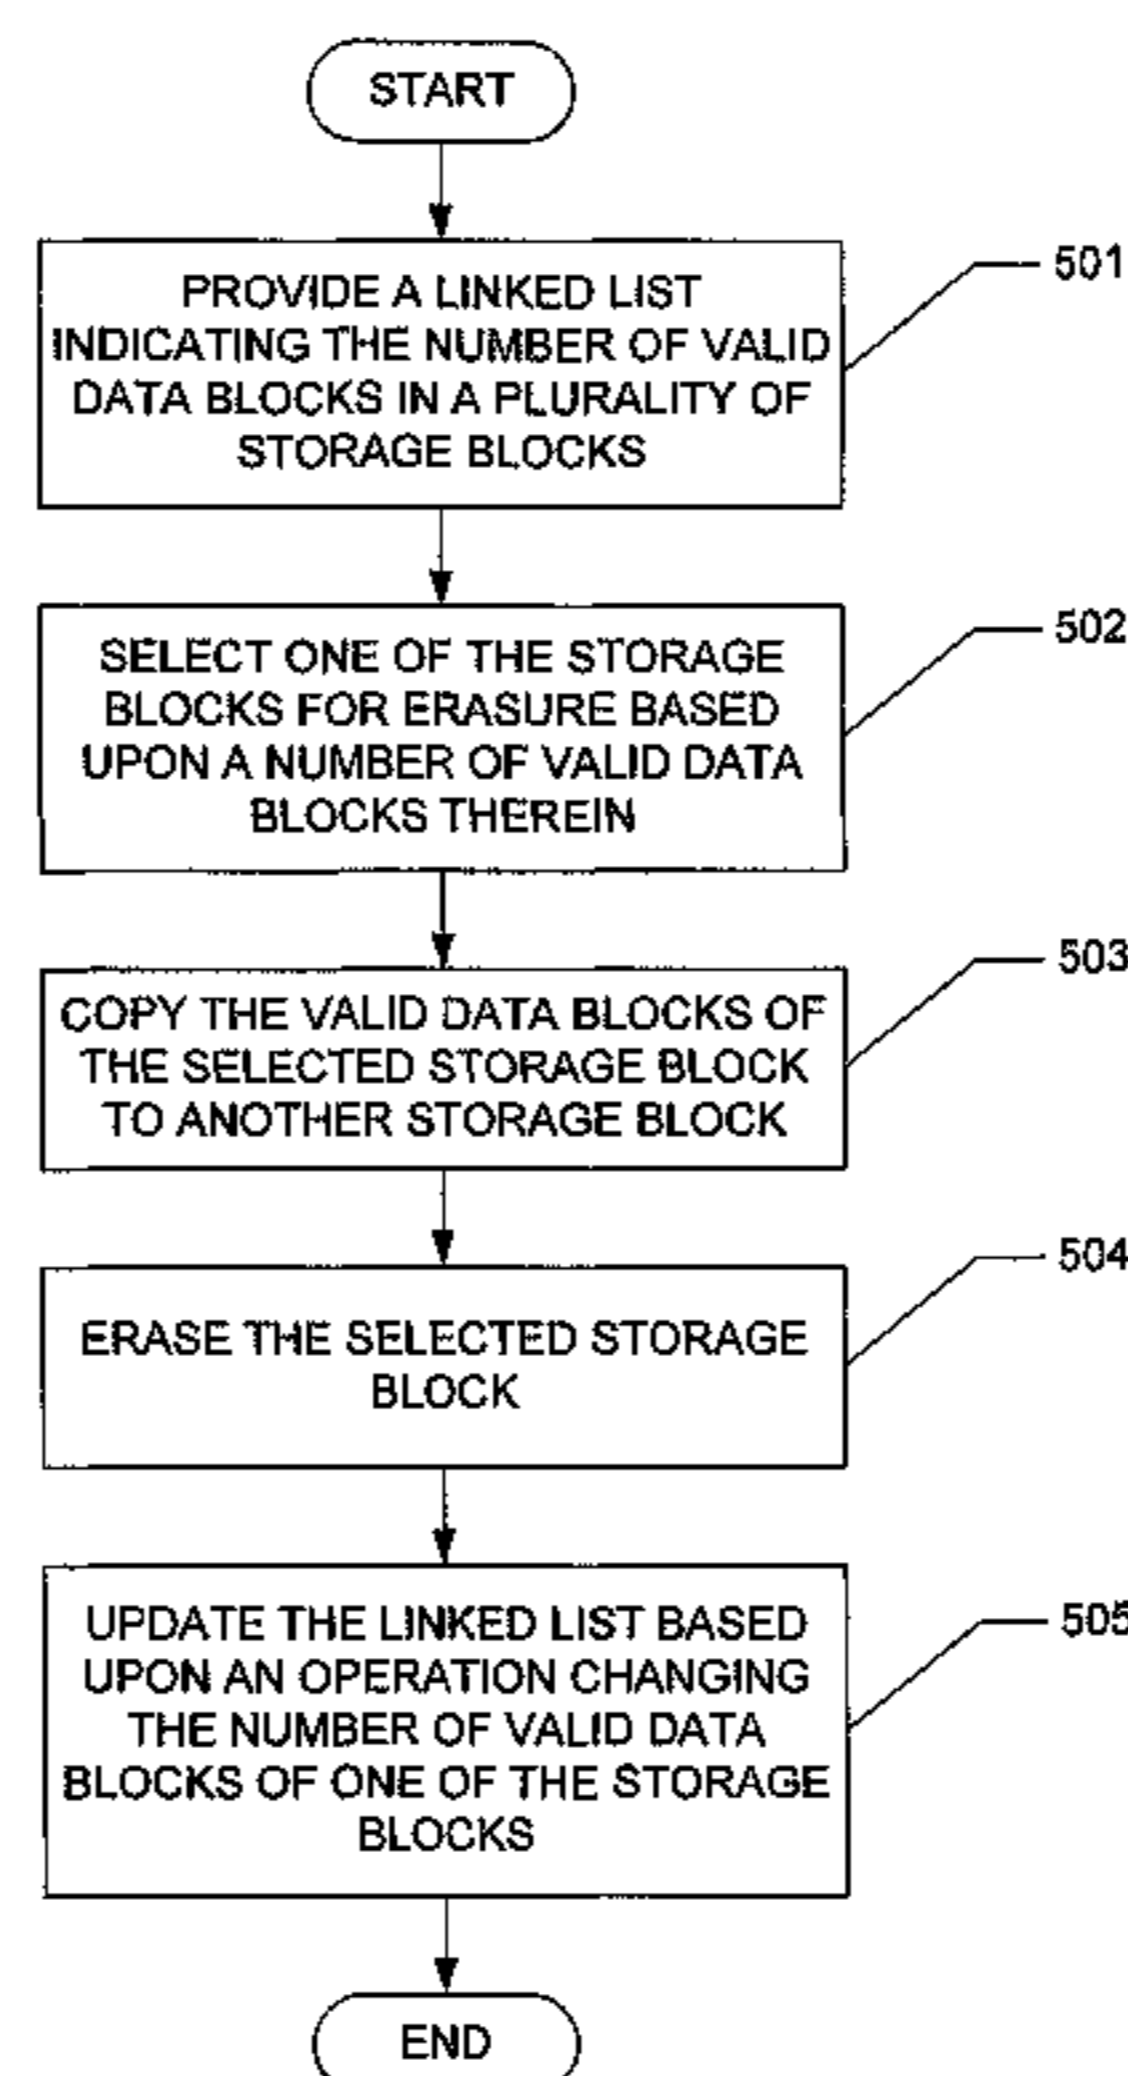 START
PROVIDE A LINKED LIST
INDICATING THE NUMBER OF VALID
DATA BLOCKS IN A PLURALITY OF
STORAGE BLOCKS
501
SELECT ONE OF THE STORAGE
BLOCKS FOR ERASURE BASED
UPON A NUMBER OF VALID DATA
BLOCKS THEREIN
502
COPY THE VALID DATA BLOCKS OF
THE SELECTED STORAGE BLOCK
TO ANOTHER STORAGE BLOCK
503
ERASE THE SELECTED STORAGE
BLOCK
504
UPDATE THE LINKED LIST BASED
UPON AN OPERATION CHANGING
THE NUMBER OF VALID DATA
BLOCKS OF ONE OF THE STORAGE
BLOCKS
505
END